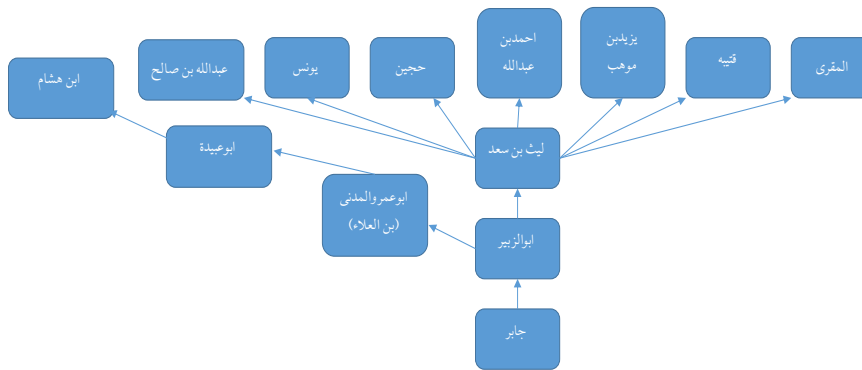 المقرى
قتيبه
يزيدبن
موهب
احمدبن
عبدالله
حجين
يونس
عبدالله بن صالح
ابن هشام
ليث بن سعد
ابوعبيدة
ابوعمروالمدنى
(بن العلاء)
ابوالزبير
جابر